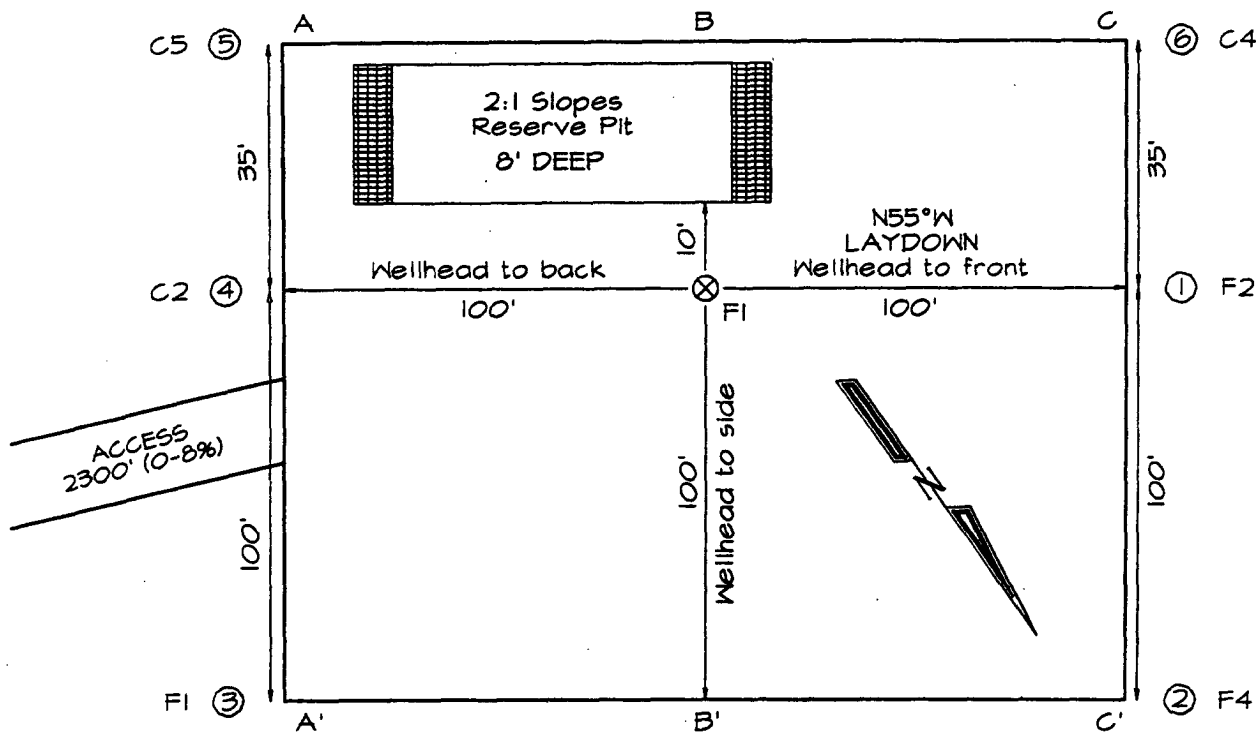 A B C
C5 ⑤ ⑥ C4
2:1 Slopes
Reserve Pit
8' DEEP
35' 35'
10'
N55°W
LAYDOWN
Wellhead to back Wellhead to front
C2 ④ 100' F1 100' ① F2
ACCESS
2300' (0-8%)
100' 100' Wellhead to side 100'
N
F1 ③ ② F4
A' B' C'